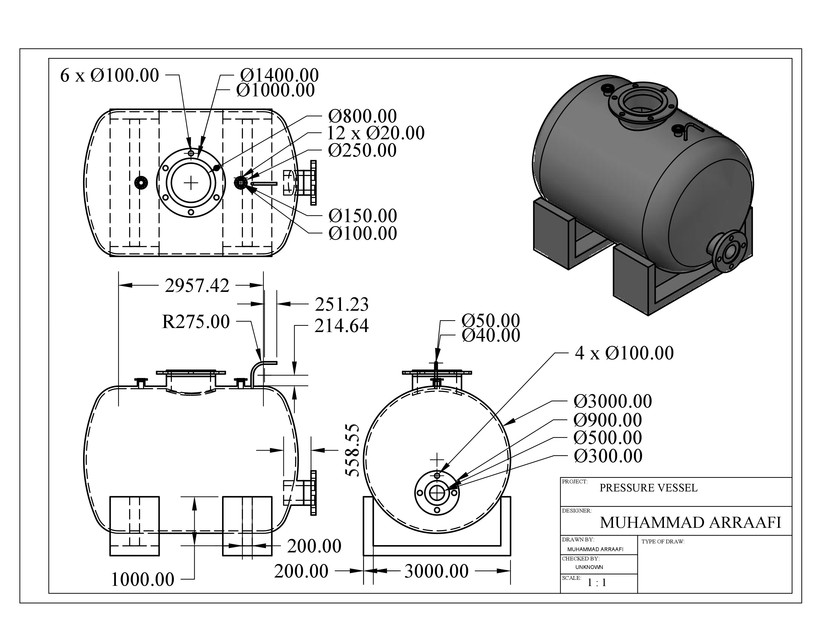 6 x Ø100.00
Ø1400.00
Ø1000.00
Ø800.00
12 x Ø20.00
Ø250.00
Ø150.00
Ø100.00
2957.42
251.23
R275.00
214.64
Ø50.00
Ø40.00
4 x Ø100.00
Ø3000.00
Ø900.00
Ø500.00
Ø300.00
558.55
200.00
1000.00
200.00
3000.00
PROJECT:
PRESSURE VESSEL
DESIGNER:
MUHAMMAD ARRAAFI
DRAWN BY:
MUHAMMAD ARRAAFI
TYPE OF DRAW:
CHECKED BY:
UNKNOWN
SCALE:
1 : 1